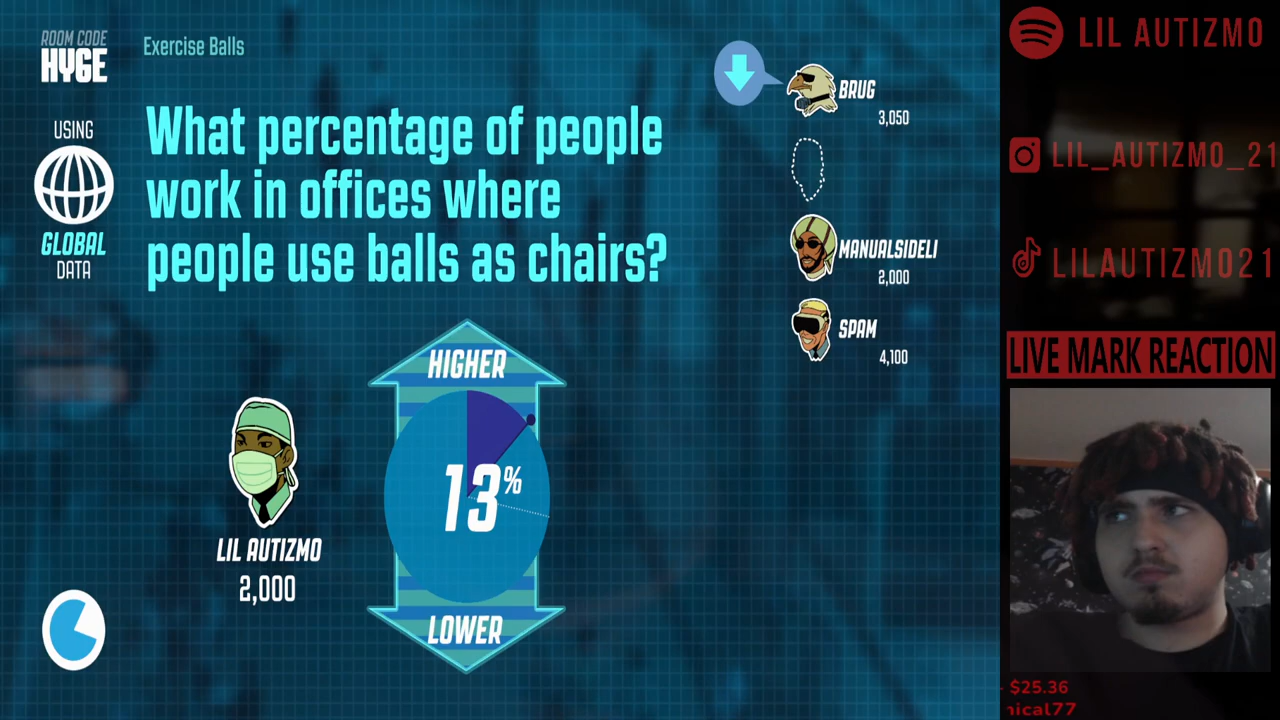 ROOM CODE
HYGE
Exercise Balls
What percentage of people
work in offices where
people use balls as chairs?
USING
GLOBAL
DATA
BRUG
3,050
MANUALSIDELI
2,000
SPAM
4,100
HIGHER
13%
LOWER
LIL AUTIZMO
2,000
LIL AUTIZMO
LIL_AUTIZMO_21
LILAUTIZMO21
LIVE MARK REACTION
$25.36
nical77